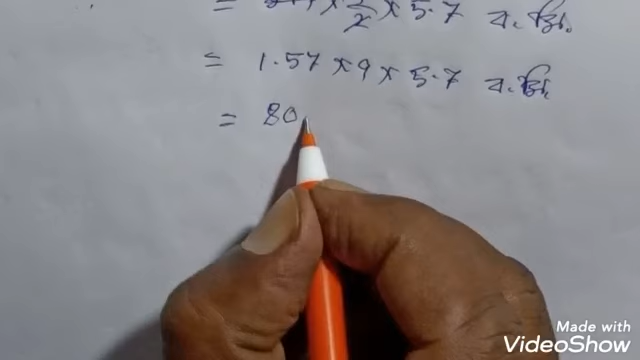 = 1.57 × 9 × 5.7 ব. মি.
= 80
Made with
VideoShow